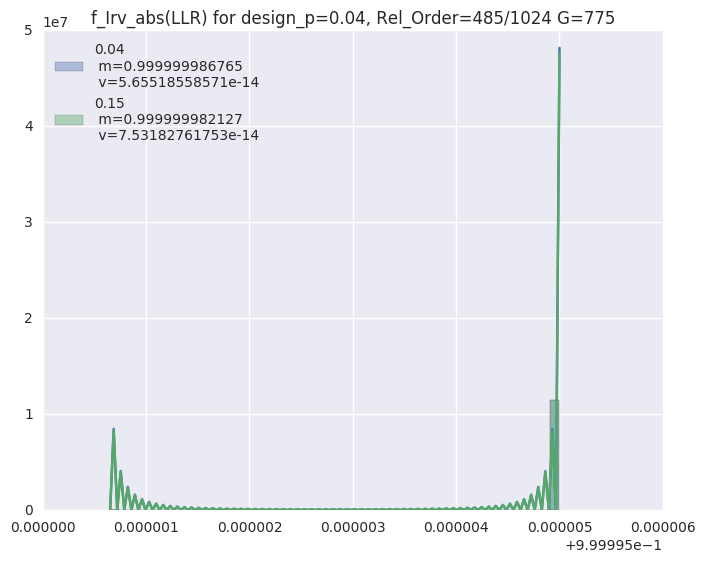 f_Irv_abs(LLR) for design_p=0.04, Rel_Order=485/1024 G=775
1e7
5
4
3
2
1
0
0.04
m=0.999999986765
v=5.65518558571e-14
0.15
m=0.999999982127
v=7.53182761753e-14
0.000000 0.000001 0.000002 0.000003 0.000004 0.000005 0.000006
+9.99995e−1